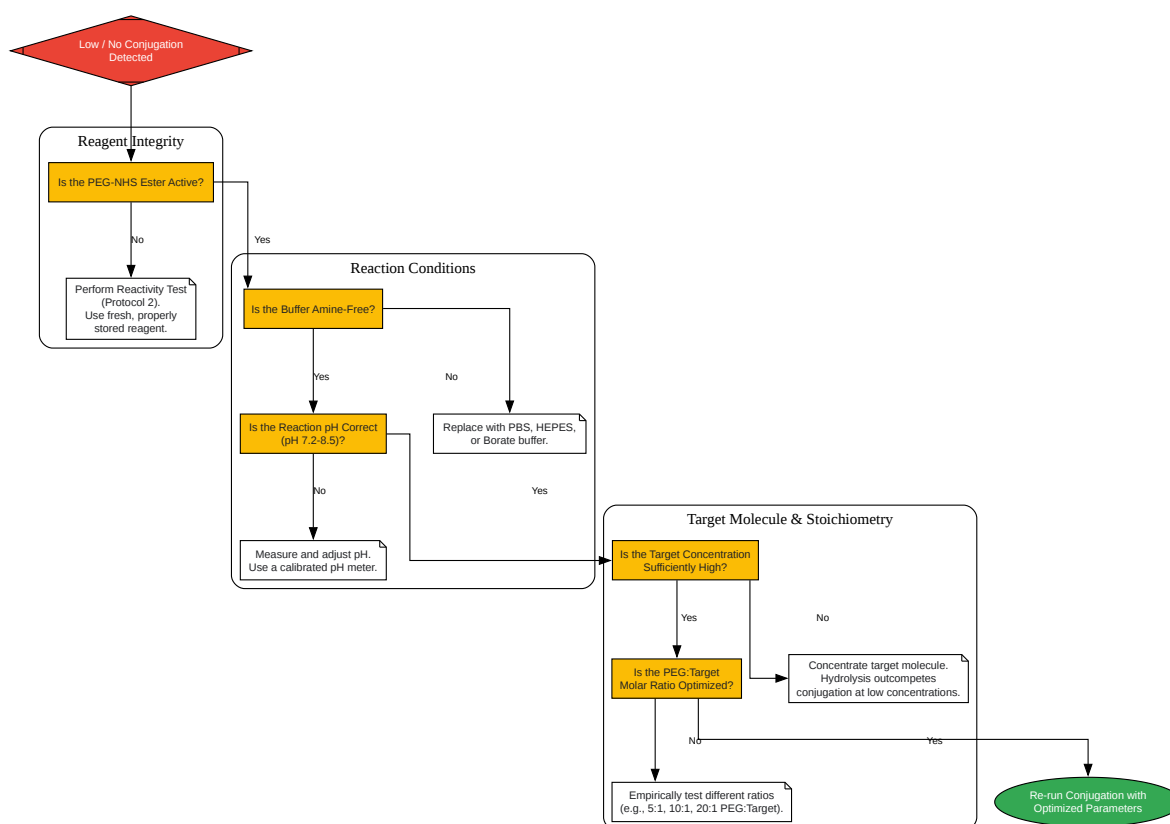 Low / No Conjugation
Detected
Reagent Integrity
Is the PEG-NHS Ester Active?
No
Yes
Perform Reactivity Test
(Protocol 2).
Use fresh, properly
stored reagent.
Reaction Conditions
Is the Buffer Amine-Free?
Yes
No
Is the Reaction pH Correct
(pH 7.2-8.5)?
Replace with PBS, HEPES,
or Borate buffer.
No
Yes
Measure and adjust pH.
Use a calibrated pH meter.
Target Molecule & Stoichiometry
Is the Target Concentration
Sufficiently High?
Yes
No
Is the PEG:Target
Molar Ratio Optimized?
Concentrate target molecule.
Hydrolysis outcompetes
conjugation at low concentrations.
No
Yes
Empirically test different ratios
(e.g., 5:1, 10:1, 20:1 PEG:Target).
Re-run Conjugation with
Optimized Parameters